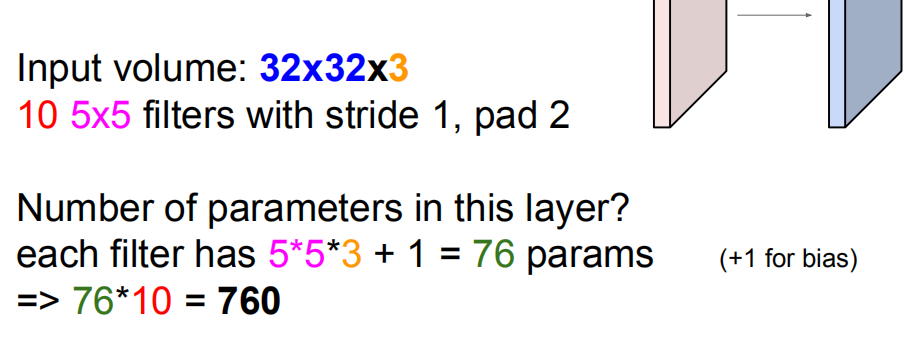 Input volume: 32x32x3
10 5x5 filters with stride 1, pad 2
Number of parameters in this layer?
each filter has 5*5*3 + 1 = 76 params (+1 for bias)
=> 76*10 = 760